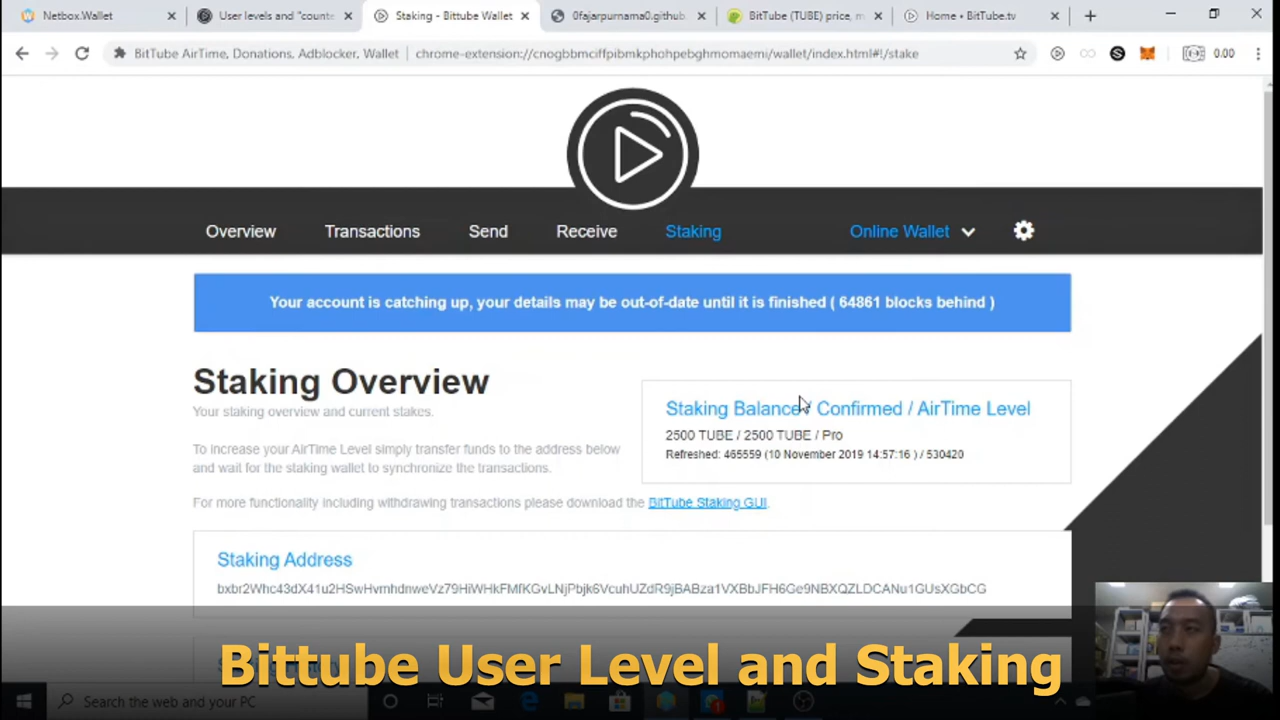 Netbox.Wallet
User levels and "counte
Staking - Bittube Wallet
0fajarpurnama0.github
BitTube (TUBE) price, m
Home • BitTube.tv
BitTube AirTime, Donations, Adblocker, Wallet
chrome-extension://cnogbbmciffpibmkphohpebghmomaemi/wallet/index.html#!/stake
0.00
Overview
Transactions
Send
Receive
Staking
Online Wallet
Your account is catching up, your details may be out-of-date until it is finished ( 64861 blocks behind )
Staking Overview
Your staking overview and current stakes.
To increase your AirTime Level simply transfer funds to the address below
and wait for the staking wallet to synchronize the transactions.
Staking Balance / Confirmed / AirTime Level
2500 TUBE / 2500 TUBE / Pro
Refreshed: 465559 (10 November 2019 14:57:16 ) / 530420
For more functionality including withdrawing transactions please download the BitTube Staking GUI.
Staking Address
Bittube User Level and Staking
Search the web and your PC